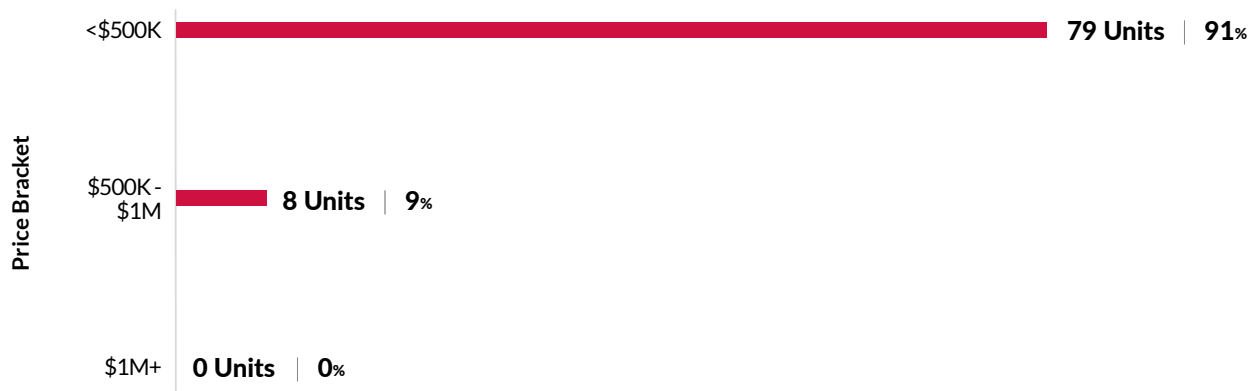 <$500K
79 Units | 91%
Price Bracket
$500K -
$1M
8 Units | 9%
$1M+
0 Units | 0%